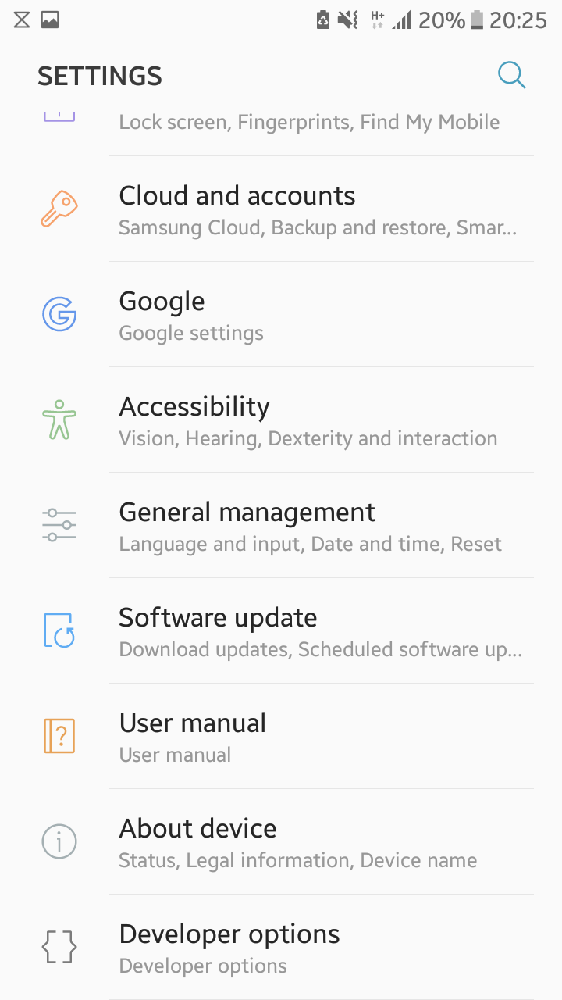 H+ 20% 20:25
SETTINGS
Lock screen, Fingerprints, Find My Mobile
Cloud and accounts
Samsung Cloud, Backup and restore, Smar...
Google
Google settings
Accessibility
Vision, Hearing, Dexterity and interaction
General management
Language and input, Date and time, Reset
Software update
Download updates, Scheduled software up...
User manual
User manual
About device
Status, Legal information, Device name
Developer options
Developer options